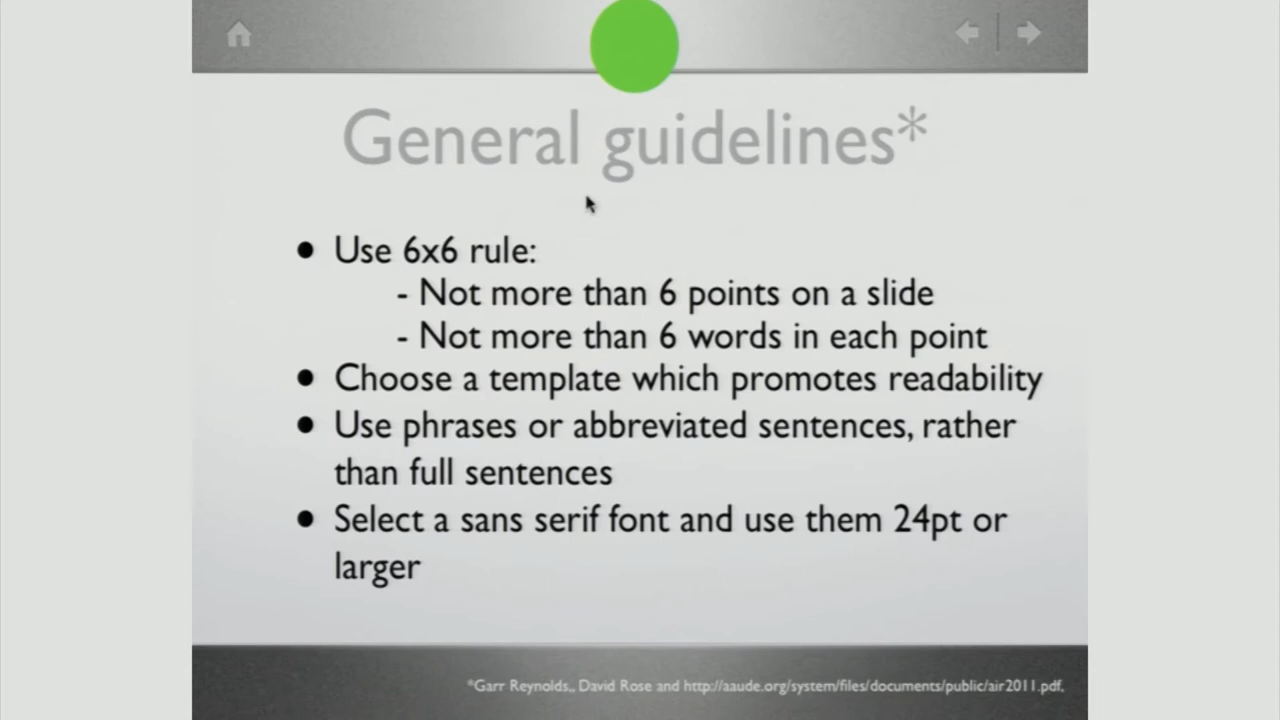 General guidelines*
• Use 6x6 rule:
- Not more than 6 points on a slide
- Not more than 6 words in each point
• Choose a template which promotes readability
• Use phrases or abbreviated sentences, rather
than full sentences
• Select a sans serif font and use them 24pt or
larger
*Garr Reynolds,, David Rose and http://aaude.org/system/files/documents/public/air2011.pdf,